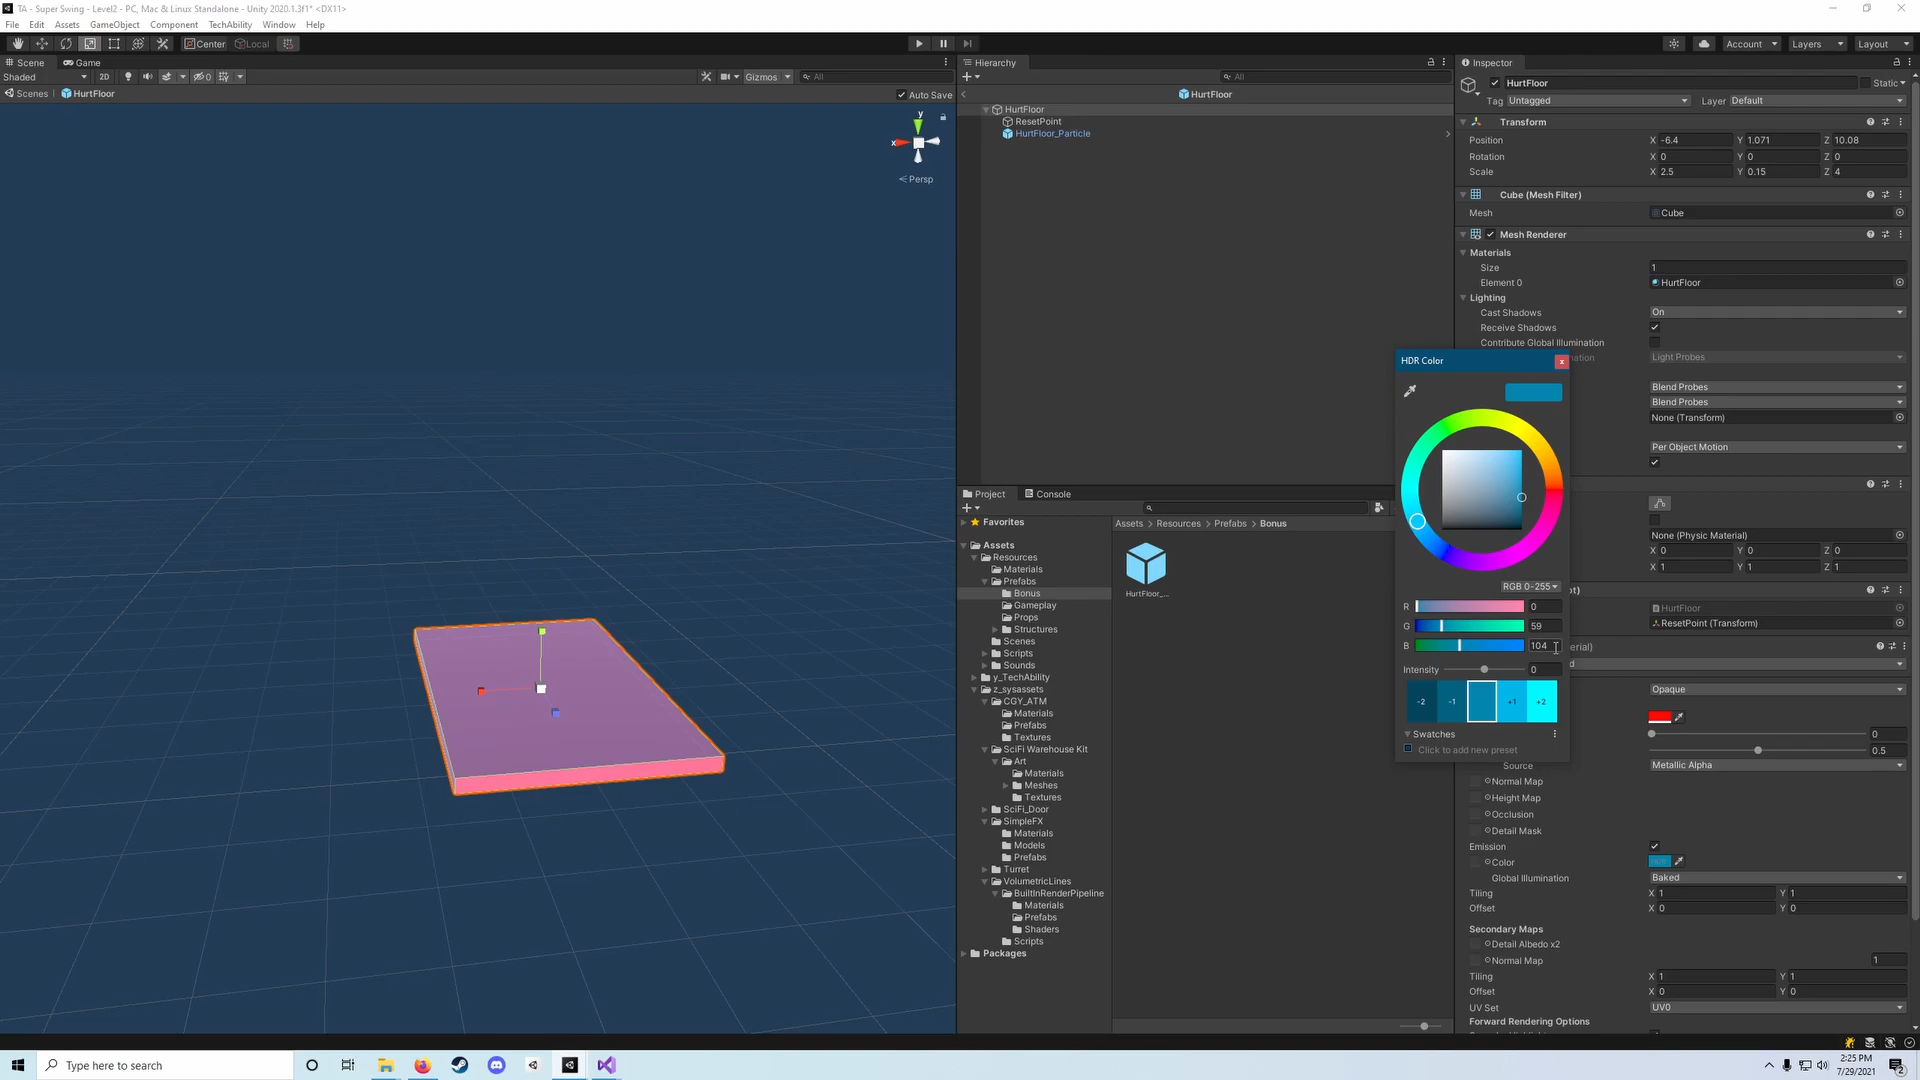 TA - Super Swing - Level2 - PC, Mac & Linux Standalone - Unity 2020.1.3f1* <DX11>
File Edit Assets GameObject Component TechAbility Window Help
Center Local Account Layers Layout
Scene Game
Shaded 2D 0 Gizmos All
Scenes HurtFloor Auto Save
y
x
Persp
Hierarchy
All
HurtFloor
HurtFloor
ResetPoint
HurtFloor_Particle
Project Console
Favorites
Assets
Resources
Materials
Prefabs
Bonus
Gameplay
Props
Structures
Scenes
Scripts
Sounds
y_TechAbility
z_sysassets
CGY_ATM
Materials
Prefabs
Textures
SciFi Warehouse Kit
Art
Materials
Meshes
Textures
SciFi_Door
SimpleFX
Materials
Models
Prefabs
Turret
VolumetricLines
BuiltInRenderPipeline
Materials
Prefabs
Shaders
Scripts
Packages
Assets > Resources > Prefabs > Bonus
HurtFloor_...
HDR Color
x
RGB 0-255
R 0
G 59
B 104
Intensity 0
-2 -1 +1 +2
Swatches
Click to add new preset
Inspector
HurtFloor Static
Tag Untagged Layer Default
Transform
Position X -6.4 Y 1.071 Z 10.08
Rotation X 0 Y 0 Z 0
Scale X 2.5 Y 0.15 Z 4
Cube (Mesh Filter)
Mesh Cube
Mesh Renderer
Materials
Size 1
Element 0 HurtFloor
Lighting
Cast Shadows On
Receive Shadows
Contribute Global Illumination
Light Probes
Blend Probes
Blend Probes
None (Transform)
Per Object Motion
None (Physic Material)
X 0 Y 0 Z 0
X 1 Y 1 Z 1
HurtFloor
ResetPoint (Transform)
Opaque
0
0.5
Source Metallic Alpha
Normal Map
Height Map
Occlusion
Detail Mask
Emission
Color HDR
Global Illumination Baked
Tiling X 1 Y 1
Offset X 0 Y 0
Secondary Maps
Detail Albedo x2
Normal Map 1
Tiling X 1 Y 1
Offset X 0 Y 0
UV Set UV0
Forward Rendering Options
Type here to search
2:25 PM
7/29/2021
2